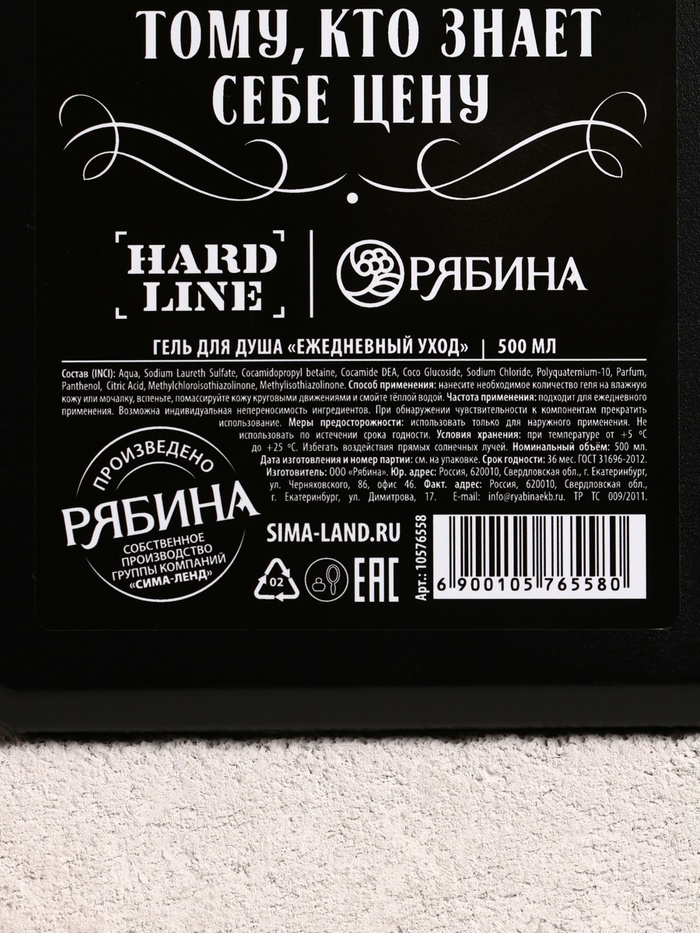 ТОМУ, КТО ЗНАЕТ
СЕБЕ ЦЕНУ
HARD
LINE
РЯБИНА
ГЕЛЬ ДЛЯ ДУША «ЕЖЕДНЕВНЫЙ УХОД» | 500 МЛ
Состав (INCI): Aqua, Sodium Laureth Sulfate, Cocamidopropyl betaine, Cocamide DEA, Coco Glucoside, Sodium Chloride, Polyquaternium-10, Parfum,
Panthenol, Citric Acid, Methylchloroisothiazolinone, Methylisothiazolinone. Способ применения: нанесите необходимое количество геля на влажную
кожу или мочалку, вспеньте, помассируйте кожу круговыми движениями и смойте тёплой водой. Частота применения: подходит для ежедневного
применения. Возможна индивидуальная непереносимость ингредиентов. При обнаружении чувствительности к компонентам прекратить
использование. Меры предосторожности: использовать только для наружного применения. Не
использовать по истечении срока годности. Условия хранения: при температуре от +5 °С
до +25 °С. Избегать воздействия прямых солнечных лучей. Номинальный объём: 500 мл.
Дата изготовления и номер партии: см. на упаковке. Срок годности: 36 мес. ГОСТ 31696-2012.
Изготовитель: ООО «Рябина». Юр. адрес: Россия, 620010, Свердловская обл., г. Екатеринбург,
ул. Черняховского, 86, офис 46. Факт. адрес: Россия, 620010, Свердловская обл.,
г. Екатеринбург, ул. Димитрова, 17. E-mail: info@ryabinaekb.ru. ТР ТС 009/2011.
ПРОИЗВЕДЕНО
РЯБИНА
СОБСТВЕННОЕ
ПРОИЗВОДСТВО
ГРУППЫ КОМПАНИЙ
«СИМА-ЛЕНД»
SIMA-LAND.RU
02
EAC
Арт.: 10576558
6 900105 765580